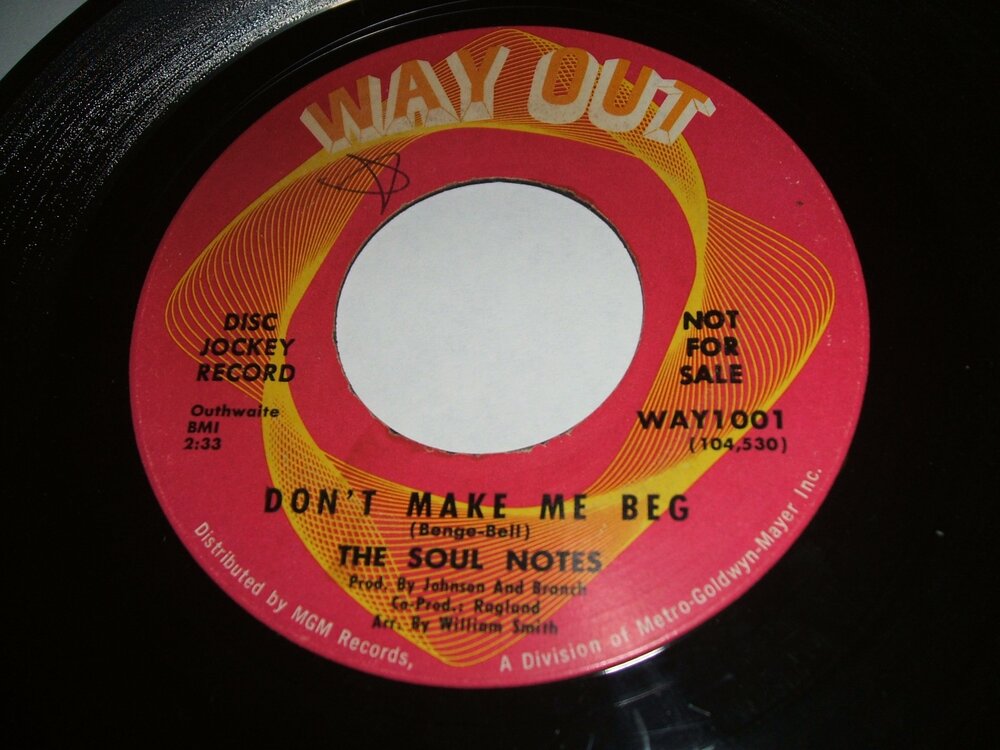 WAY OUT
DISC
JOCKEY
RECORD
NOT
FOR
SALE
Outhwaite
BMI
2:33
WAY1001
(104,530)
DON'T MAKE ME BEG
(Benge-Bell)
THE SOUL NOTES
Prod. By Johnson And Branch
Co-Prod.: Ragland
Arr. By William Smith
Distributed by MGM Records, A Division of Metro-Goldwyn-Mayer Inc.